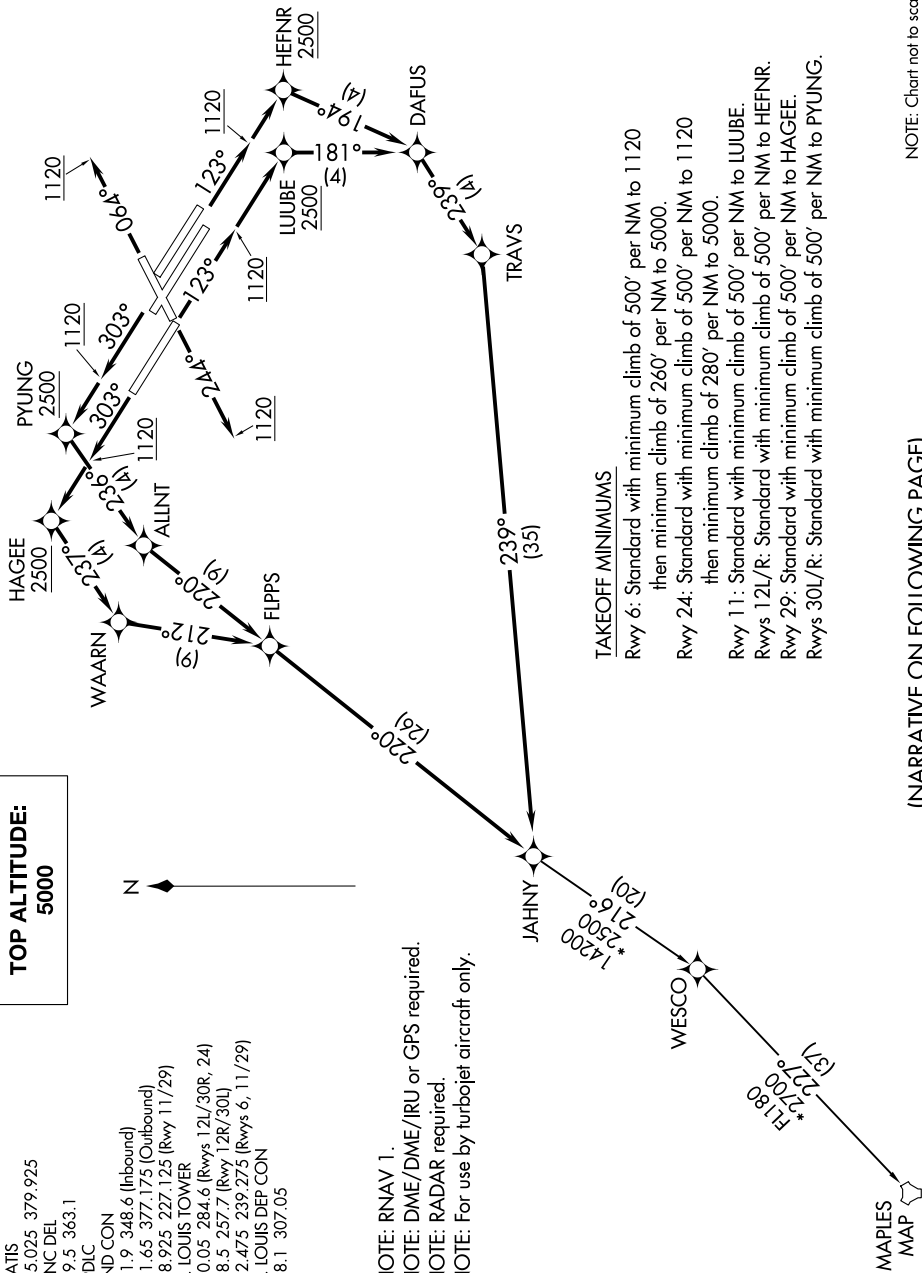 TOP ALTITUDE:
5000
ATIS
5.025 379.925
NC DEL
9.5 363.1
PDLC
ND CON
1.9 348.6 (Inbound)
1.65 377.175 (Outbound)
8.925 227.125 (Rwy 11/29)
LOUIS TOWER
0.05 284.6 (Rwys 12L/30R, 24)
8.5 257.7 (Rwy 12R/30L)
2.475 239.275 (Rwys 6, 11/29)
LOUIS DEP CON
8.1 307.05
N
OTE: RNAV 1.
OTE: DME/DME/IRU or GPS required.
OTE: RADAR required.
OTE: For use by turbojet aircraft only.
HAGEE
2500
PYUNG
2500
1120
303°
1120
303°
1120
064°
1120
244°
1120
123°
1120
123°
HEFNR
2500
LUUBE
2500
194°
(4)
181°
(4)
DAFUS
239°
(4)
TRAVS
239°
(35)
237°
(4)
236°
(4)
WAARN
ALLNT
212°
(9)
220°
(9)
FLPPS
220°
(26)
JAHNY
14200
*2500
216°
(20)
WESCO
FL180
*2700
227°
(37)
MAPLES
MAP
TAKEOFF MINIMUMS
Rwy 6: Standard with minimum climb of 500' per NM to 1120
then minimum climb of 260' per NM to 5000.
Rwy 24: Standard with minimum climb of 500' per NM to 1120
then minimum climb of 280' per NM to 5000.
Rwy 11: Standard with minimum climb of 500' per NM to LUUBE.
Rwys 12L/R: Standard with minimum climb of 500' per NM to HEFNR.
Rwy 29: Standard with minimum climb of 500' per NM to HAGEE.
Rwys 30L/R: Standard with minimum climb of 500' per NM to PYUNG.
(NARRATIVE ON FOLLOWING PAGE)
NOTE: Chart not to sca